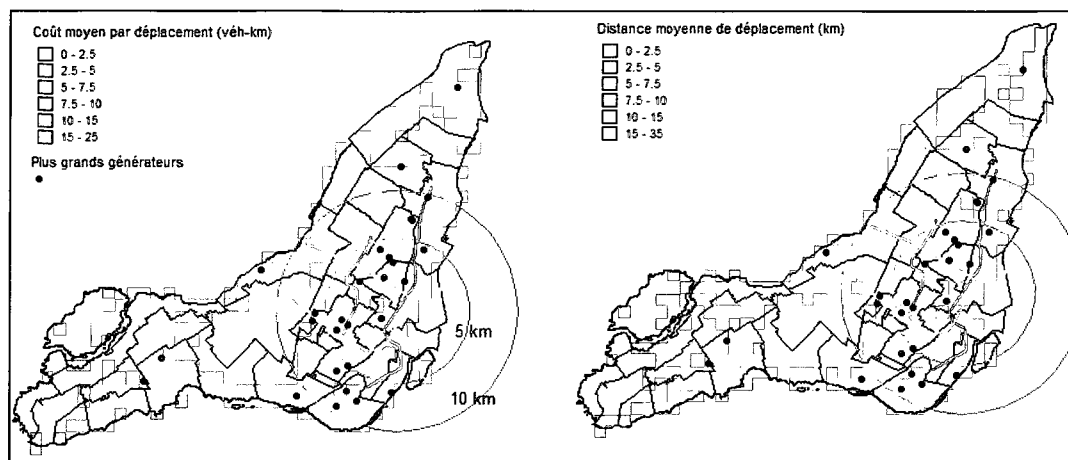 Coût moyen par déplacement (véh-km)
0 - 2.5
2.5 - 5
5 - 7.5
7.5 - 10
10 - 15
15 - 25
Plus grands générateurs
5 km
10 km
Distance moyenne de déplacement (km)
0 - 2.5
2.5 - 5
5 - 7.5
7.5 - 10
10 - 15
15 - 35